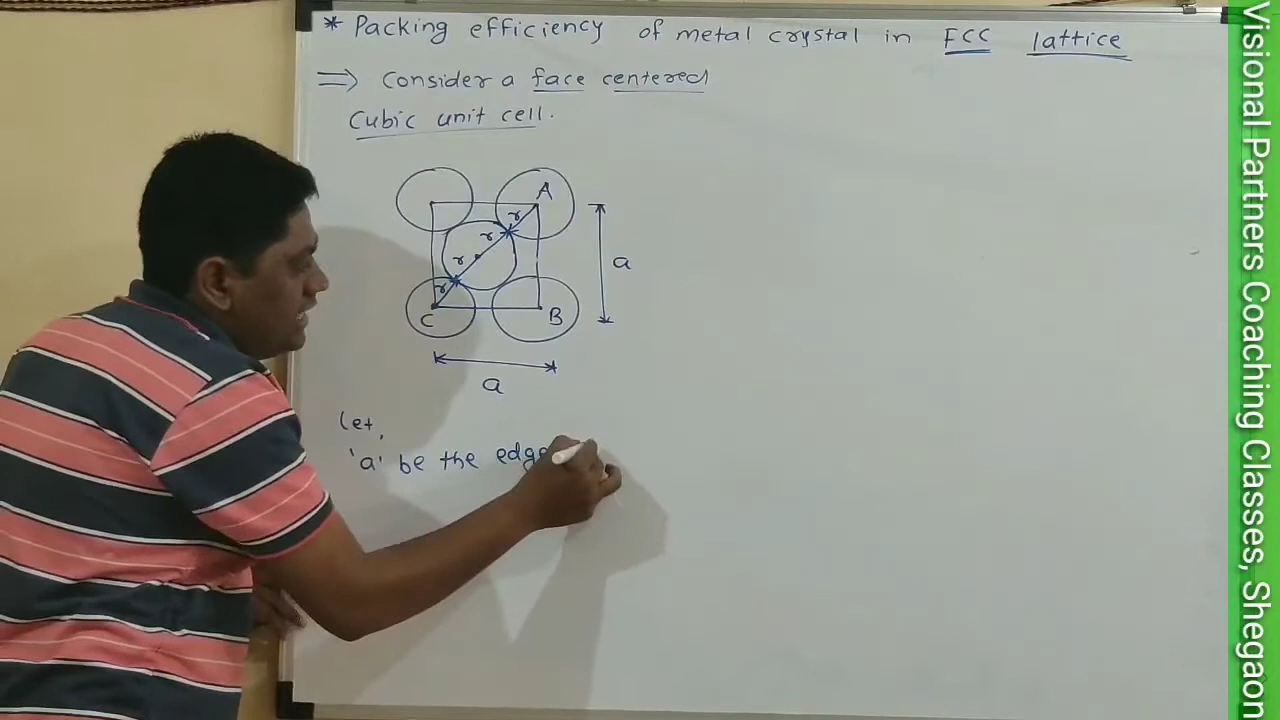 * Packing efficiency of metal crystal in FCC lattice
⇒ Consider a face centered
Cubic unit cell.
A
r
r
r
r
a
C
B
a
Let,
'a' be the edge
Visional Partners Coaching Classes, Shegaon